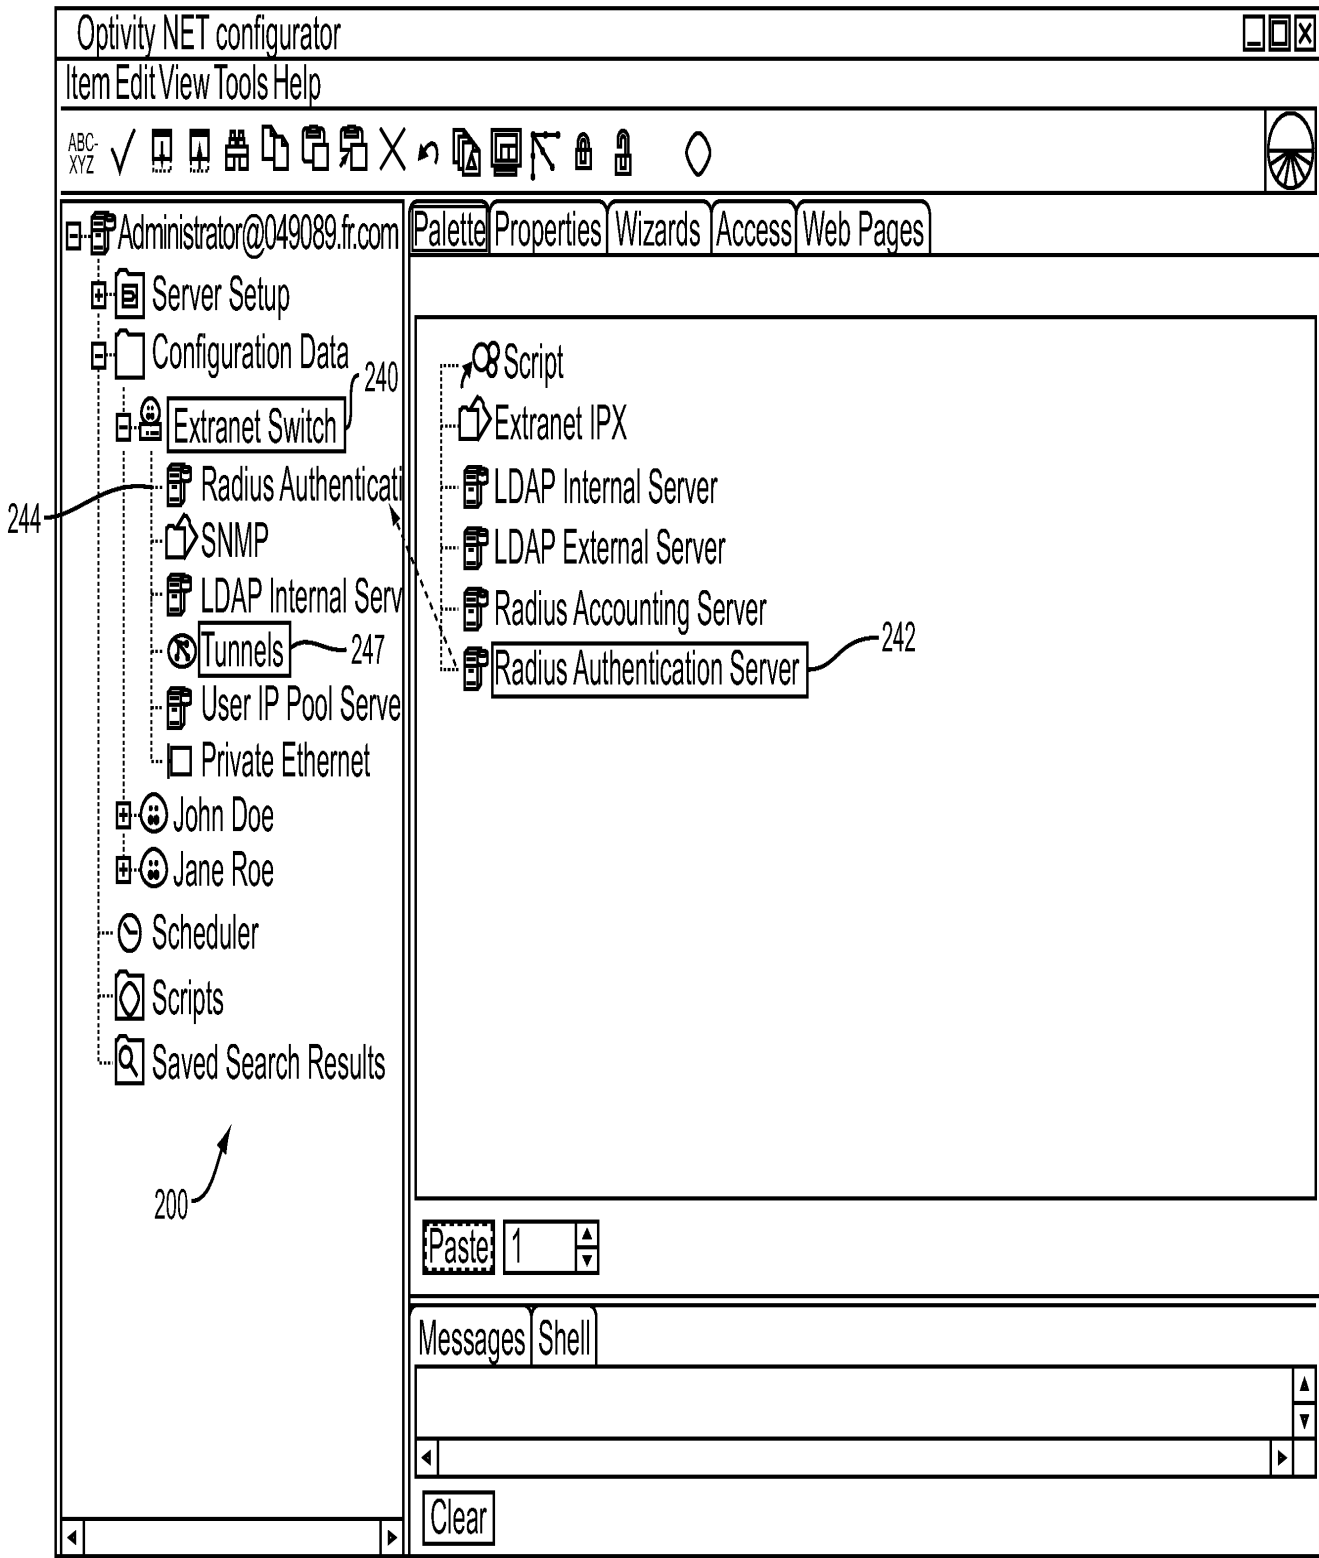 Optivity NET configurator
Item Edit View Tools Help
ABC-
XYZ
Administrator@049089.fr.com
Server Setup
Configuration Data
240
Extranet Switch
Radius Authenticati
244
SNMP
LDAP Internal Serv
Tunnels
247
User IP Pool Serve
Private Ethernet
John Doe
Jane Roe
Scheduler
Scripts
Saved Search Results
200
Palette Properties Wizards Access Web Pages
Script
Extranet IPX
LDAP Internal Server
LDAP External Server
Radius Accounting Server
242
Radius Authentication Server
Paste 1
Messages Shell
Clear